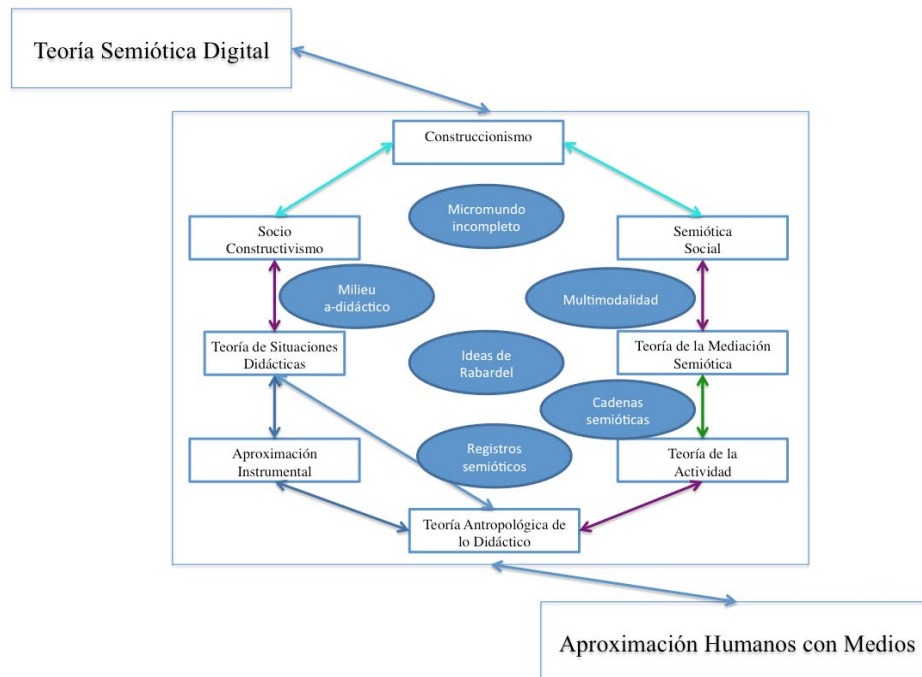 Teoría Semiótica Digital
Construccionismo
Micromundo
incompleto
Socio
Constructivismo
Semiótica
Social
Milieu
a-didáctico
Multimodalidad
Teoría de Situaciones
Didácticas
Ideas de
Rabardel
Teoría de la Mediación
Semiótica
Cadenas
semióticas
Aproximación
Instrumental
Registros
semióticos
Teoría de la
Actividad
Teoría Antropológica de
lo Didáctico
Aproximación Humanos con Medios